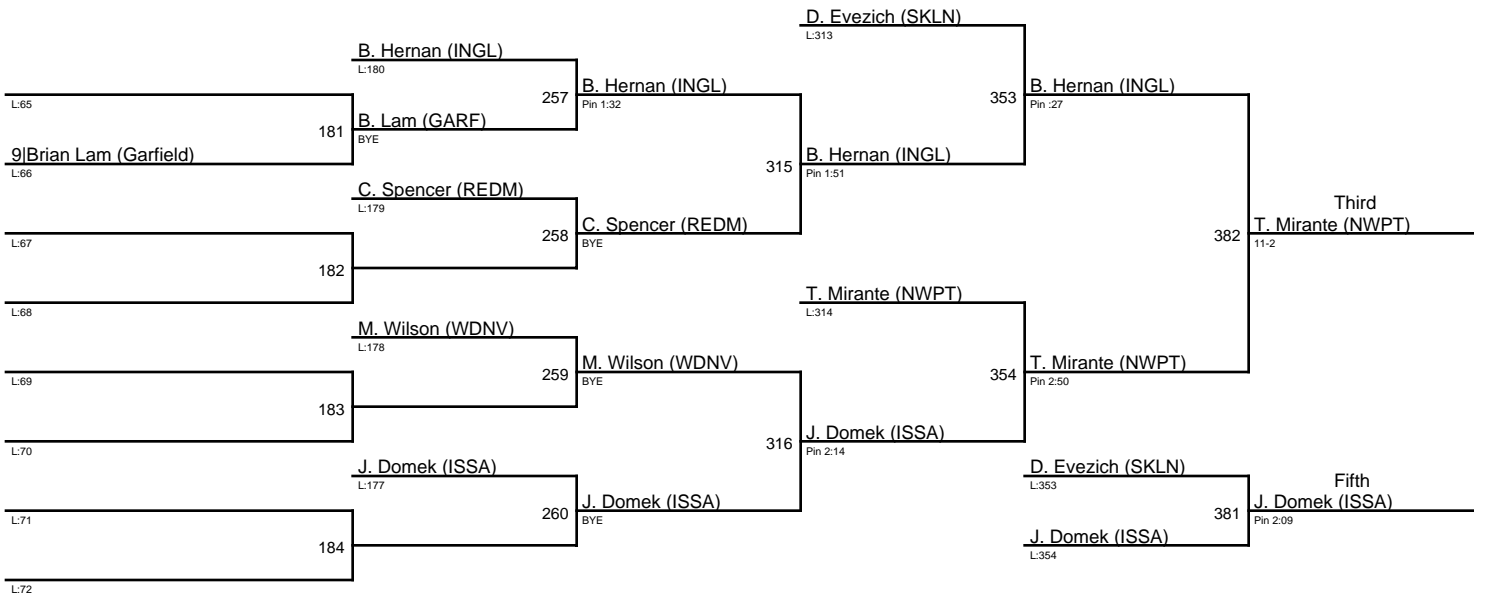 D. Evezich (SKLN)
L:313
B. Hernan (INGL)
L:180
257
B. Hernan (INGL)
Pin 1:32
353
B. Hernan (INGL)
Pin :27
L:65
181
B. Lam (GARF)
BYE
9|Brian Lam (Garfield)
L:66
315
B. Hernan (INGL)
Pin 1:51
C. Spencer (REDM)
L:179
258
C. Spencer (REDM)
BYE
L:67
182
382
Third
T. Mirante (NWPT)
11-2
L:68
T. Mirante (NWPT)
L:314
M. Wilson (WDNV)
L:178
259
M. Wilson (WDNV)
BYE
354
T. Mirante (NWPT)
Pin 2:50
L:69
183
L:70
316
J. Domek (ISSA)
Pin 2:14
J. Domek (ISSA)
L:177
D. Evezich (SKLN)
L:353
260
J. Domek (ISSA)
BYE
381
Fifth
J. Domek (ISSA)
Pin 2:09
L:71
184
J. Domek (ISSA)
L:354
L:72